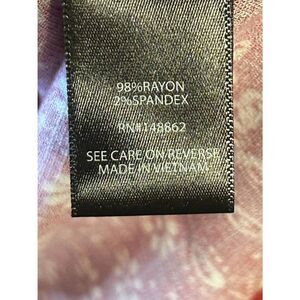 98%RAYON
2%SPANDEX
RN#148862
SEE CARE ON REVERSE
MADE IN VIETNAM